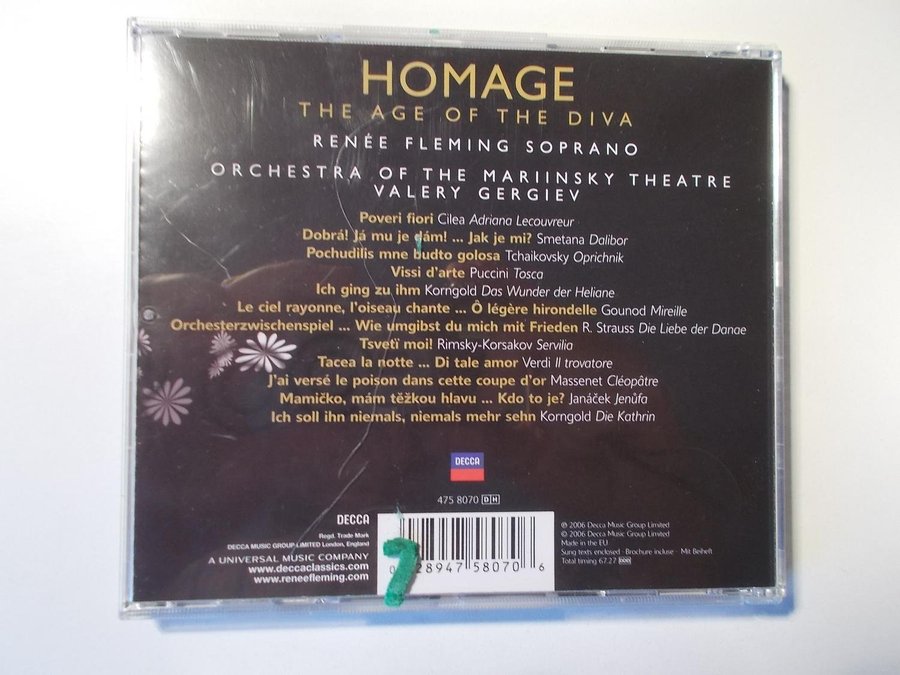 HOMAGE
THE AGE OF THE DIVA
RENÉE FLEMING SOPRANO
ORCHESTRA OF THE MARIINSKY THEATRE
VALERY GERGIEV
Poveri fiori Cilea Adriana Lecouvreur
Dobrá! Já mu je dám! ... Jak je mi? Smetana Dalibor
Pochudilis mne budto golosa Tchaikovsky Oprichnik
Vissi d'arte Puccini Tosca
Ich ging zu ihm Korngold Das Wunder der Heliane
Le ciel rayonne, l'oiseau chante ... Ô légère hirondelle Gounod Mireille
Orchesterzwischenspiel ... Wie umgibst du mich mit Frieden R. Strauss Die Liebe der Danae
Tsvetï moi! Rimsky-Korsakov Servilia
Tacea la notte ... Di tale amor Verdi Il trovatore
J'ai versé le poison dans cette coupe d'or Massenet Cléopâtre
Mamičko, mám těžkou hlavu ... Kdo to je? Janáček Jenůfa
Ich soll ihn niemals, niemals mehr sehn Korngold Die Kathrin
DECCA
475 8070 DH
DECCA
Regd. Trade Mark
DECCA MUSIC GROUP LIMITED London, England
A UNIVERSAL MUSIC COMPANY
www.deccaclassics.com
www.reneefleming.com
7
28947 58070 6
℗ 2006 Decca Music Group Limited
© 2006 Decca Music Group Limited
Made in the EU
Sung texts enclosed · Brochure incluse · Mit Beiheft
Total timing 67.27 DDD